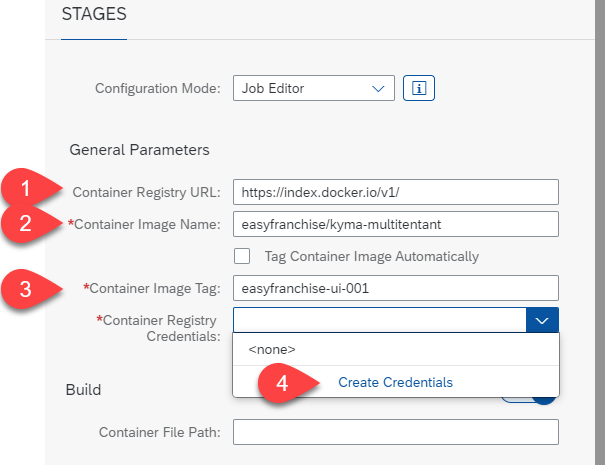 STAGES
Configuration Mode: Job Editor i
General Parameters
1 Container Registry URL: https://index.docker.io/v1/
2 *Container Image Name: easyfranchise/kyma-multitentant
Tag Container Image Automatically
3 *Container Image Tag: easyfranchise-ui-001
*Container Registry
Credentials:
<none>
4 Create Credentials
Build
Container File Path: